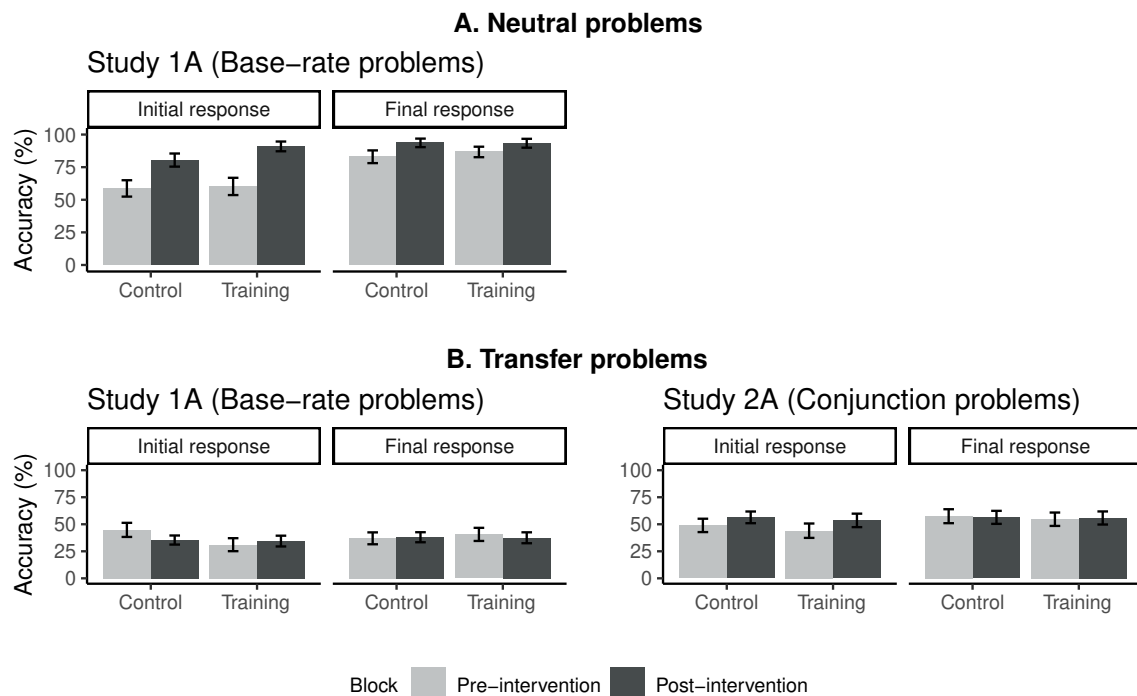 A. Neutral problems
Study 1A (Base−rate problems)
Initial response
Final response
Accuracy (%)
100
75
50
25
0
Control
Training
Control
Training
B. Transfer problems
Study 1A (Base−rate problems)
Study 2A (Conjunction problems)
Initial response
Final response
Initial response
Final response
Accuracy (%)
100
75
50
25
0
100
75
50
25
0
Control
Training
Control
Training
Control
Training
Control
Training
Block
Pre−intervention
Post−intervention